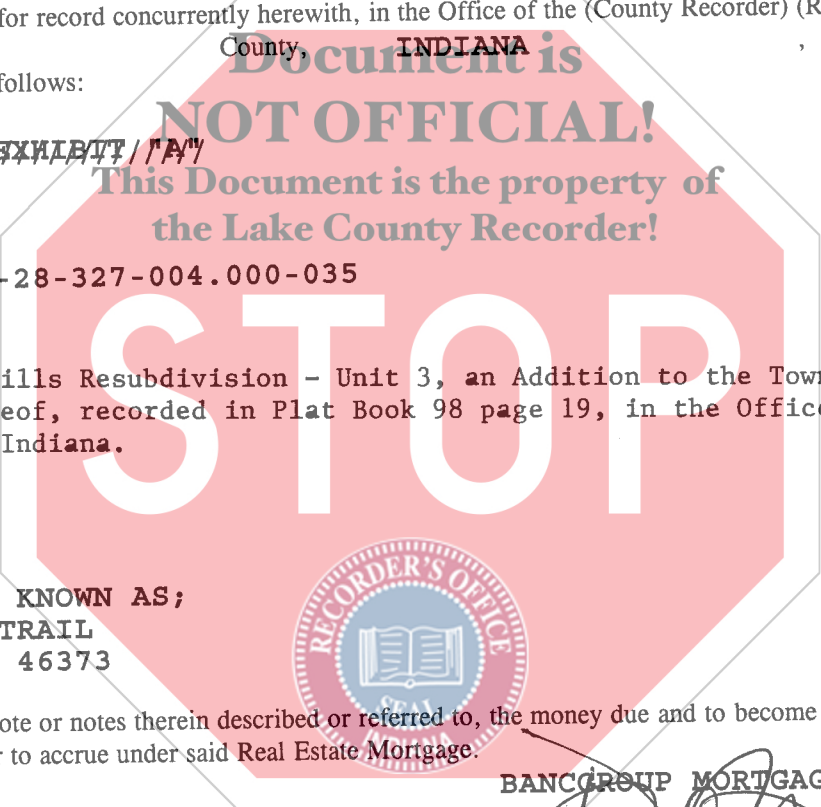 for record concurrently herewith, in the Office of the (County Recorder) (R
County, INDIANA ,
Document is
follows:
NOT OFFICIAL!
EXHIBIT "A"
This Document is the property of
the Lake County Recorder!
-28-327-004.000-035
STOP
ills Resubdivision - Unit 3, an Addition to the Town
eof, recorded in Plat Book 98 page 19, in the Office
Indiana.
KNOWN AS;
TRAIL
46373
RECORDER'S OFFICE
SEAL
INDIANA
ote or notes therein described or referred to, the money due and to become
r to accrue under said Real Estate Mortgage.
BANCGROUP MORTGAG